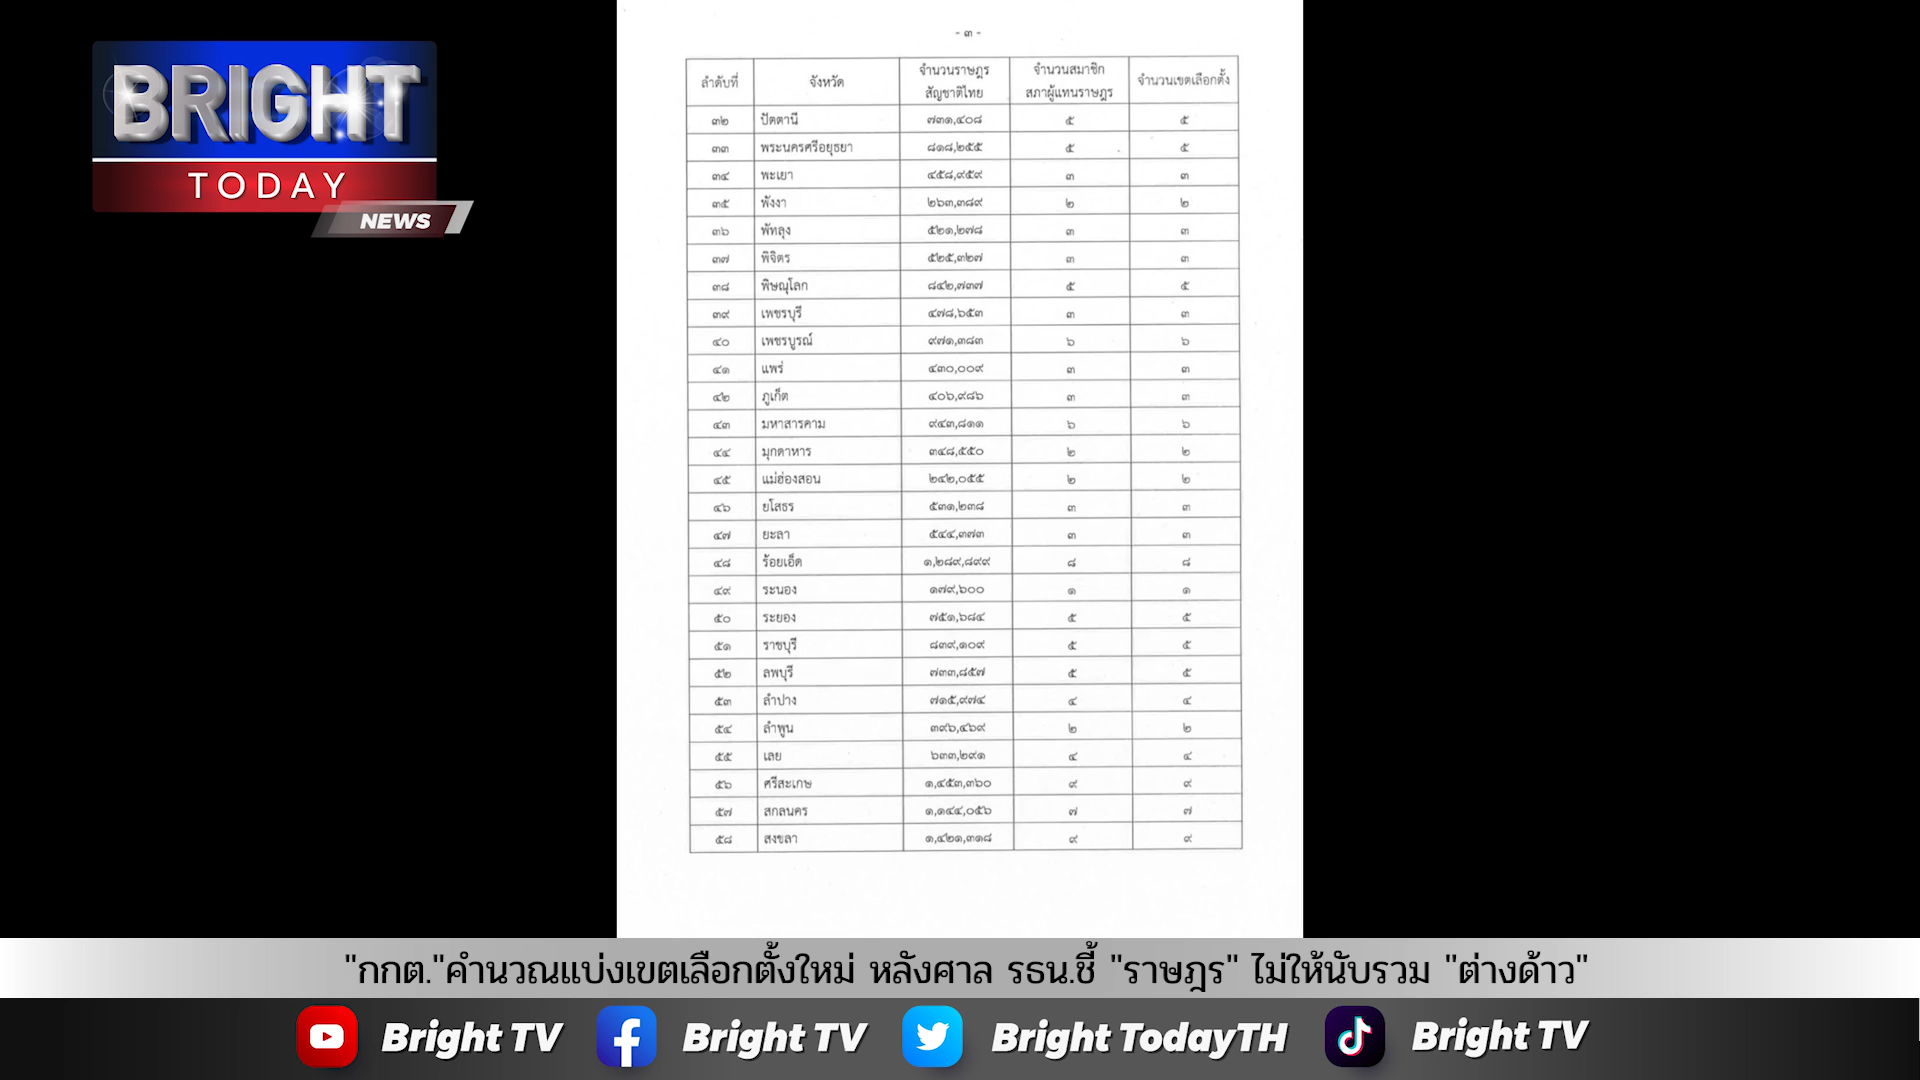 BRIGHT
TODAY
NEWS
- ๓ -
ลำดับที่ จังหวัด จำนวนราษฎร สัญชาติไทย จำนวนสมาชิก สภาผู้แทนราษฎร จำนวนเขตเลือกตั้ง
๓๒ ปัตตานี ๗๓๑,๔๐๘ ๕ ๕
๓๓ พระนครศรีอยุธยา ๘๑๘,๒๕๕ ๕ ๕
๓๔ พะเยา ๔๕๘,๙๕๙ ๓ ๓
๓๕ พังงา ๒๖๓,๓๘๙ ๒ ๒
๓๖ พัทลุง ๕๒๑,๒๗๘ ๓ ๓
๓๗ พิจิตร ๕๒๕,๓๒๗ ๓ ๓
๓๘ พิษณุโลก ๘๔๒,๗๓๗ ๕ ๕
๓๙ เพชรบุรี ๔๗๘,๖๕๓ ๓ ๓
๔๐ เพชรบูรณ์ ๙๗๑,๓๘๓ ๖ ๖
๔๑ แพร่ ๔๓๐,๐๐๙ ๓ ๓
๔๒ ภูเก็ต ๔๐๖,๙๘๖ ๓ ๓
๔๓ มหาสารคาม ๙๔๓,๘๑๑ ๖ ๖
๔๔ มุกดาหาร ๓๔๘,๕๕๐ ๒ ๒
๔๕ แม่ฮ่องสอน ๒๔๒,๐๕๕ ๒ ๒
๔๖ ยโสธร ๕๓๑,๒๓๘ ๓ ๓
๔๗ ยะลา ๕๔๔,๓๗๓ ๓ ๓
๔๘ ร้อยเอ็ด ๑,๒๘๙,๘๙๙ ๘ ๘
๔๙ ระนอง ๑๗๙,๖๐๐ ๑ ๑
๕๐ ระยอง ๗๕๑,๖๘๔ ๕ ๕
๕๑ ราชบุรี ๘๓๙,๑๐๙ ๕ ๕
๕๒ ลพบุรี ๗๓๓,๘๕๗ ๕ ๕
๕๓ ลำปาง ๗๑๕,๙๗๔ ๔ ๔
๕๔ ลำพูน ๓๙๖,๔๖๙ ๒ ๒
๕๕ เลย ๖๓๓,๒๙๑ ๔ ๔
๕๖ ศรีสะเกษ ๑,๔๕๓,๓๖๐ ๙ ๙
๕๗ สกลนคร ๑,๑๔๔,๐๕๖ ๗ ๗
๕๘ สงขลา ๑,๔๒๑,๓๑๘ ๙ ๙
"กกต."คำนวณแบ่งเขตเลือกตั้งใหม่ หลังศาล รธน.ชี้ "ราษฎร" ไม่ให้นับรวม "ต่างด้าว"
Bright TV Bright TV Bright TodayTH Bright TV